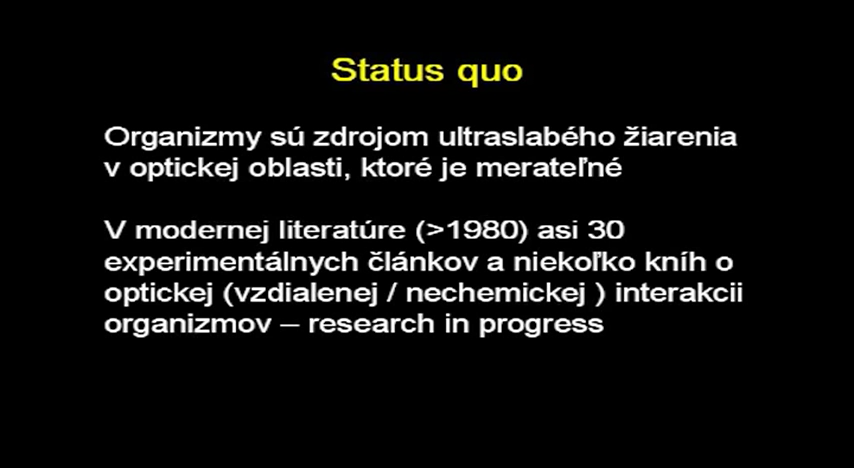 Status quo
Organizmy sú zdrojom ultraslabého žiarenia
v optickej oblasti, ktoré je merateľné
V modernej literatúre (>1980) asi 30
experimentálnych článkov a niekoľko kníh o
optickej (vzdialenej / nechemickej ) interakcii
organizmov – research in progress